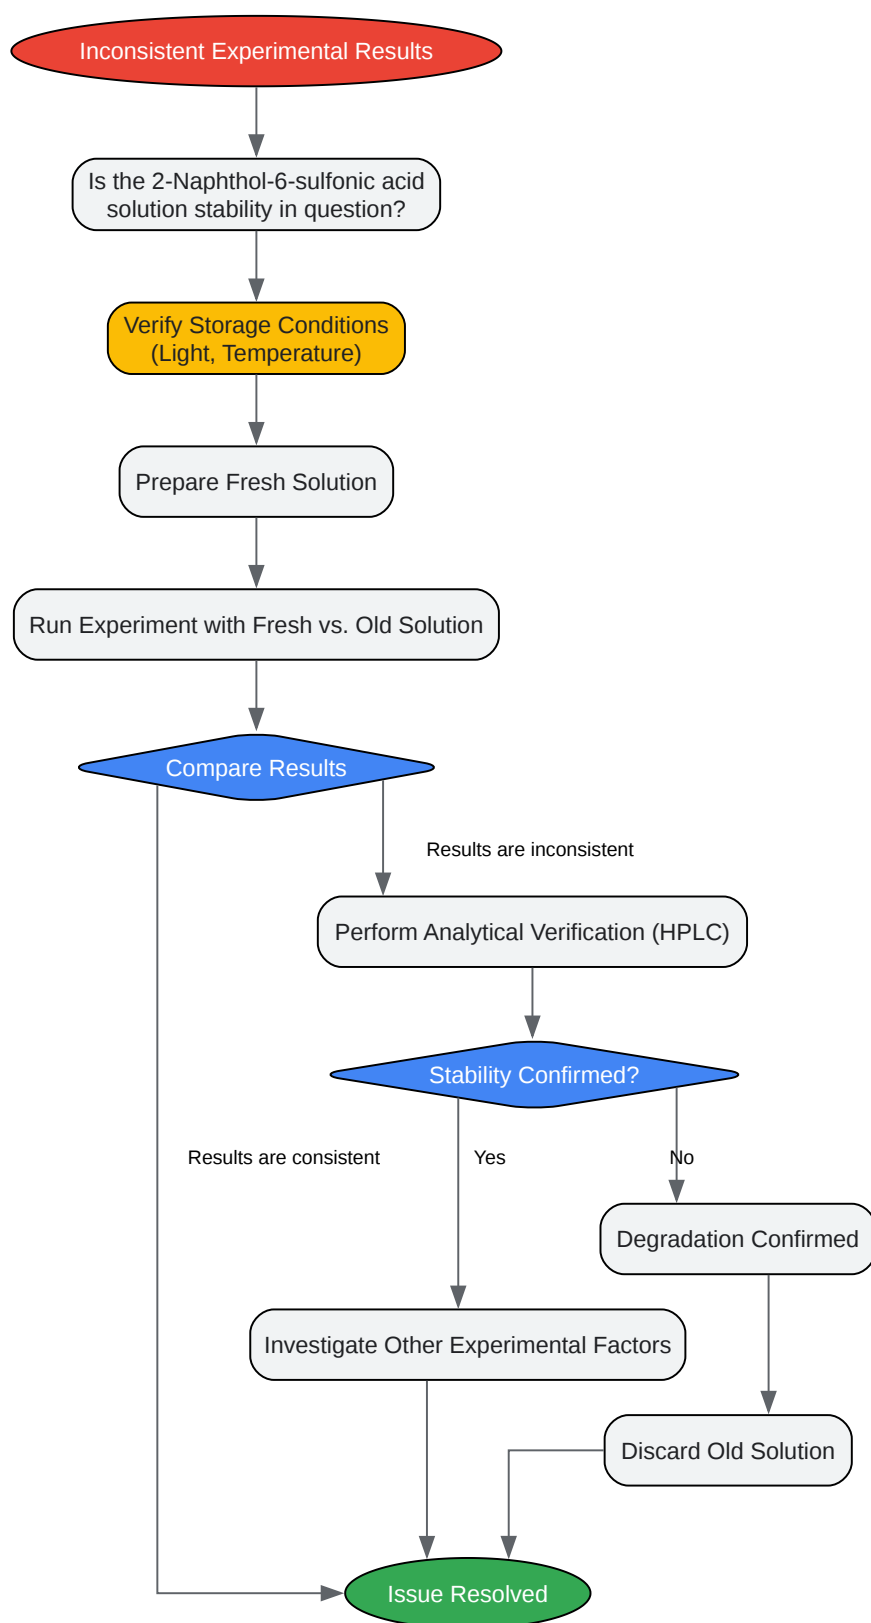 Inconsistent Experimental Results
Is the 2-Naphthol-6-sulfonic acid
solution stability in question?
Verify Storage Conditions
(Light, Temperature)
Prepare Fresh Solution
Run Experiment with Fresh vs. Old Solution
Compare Results
Results are inconsistent
Perform Analytical Verification (HPLC)
Stability Confirmed?
Results are consistent
Yes
No
Degradation Confirmed
Investigate Other Experimental Factors
Discard Old Solution
Issue Resolved